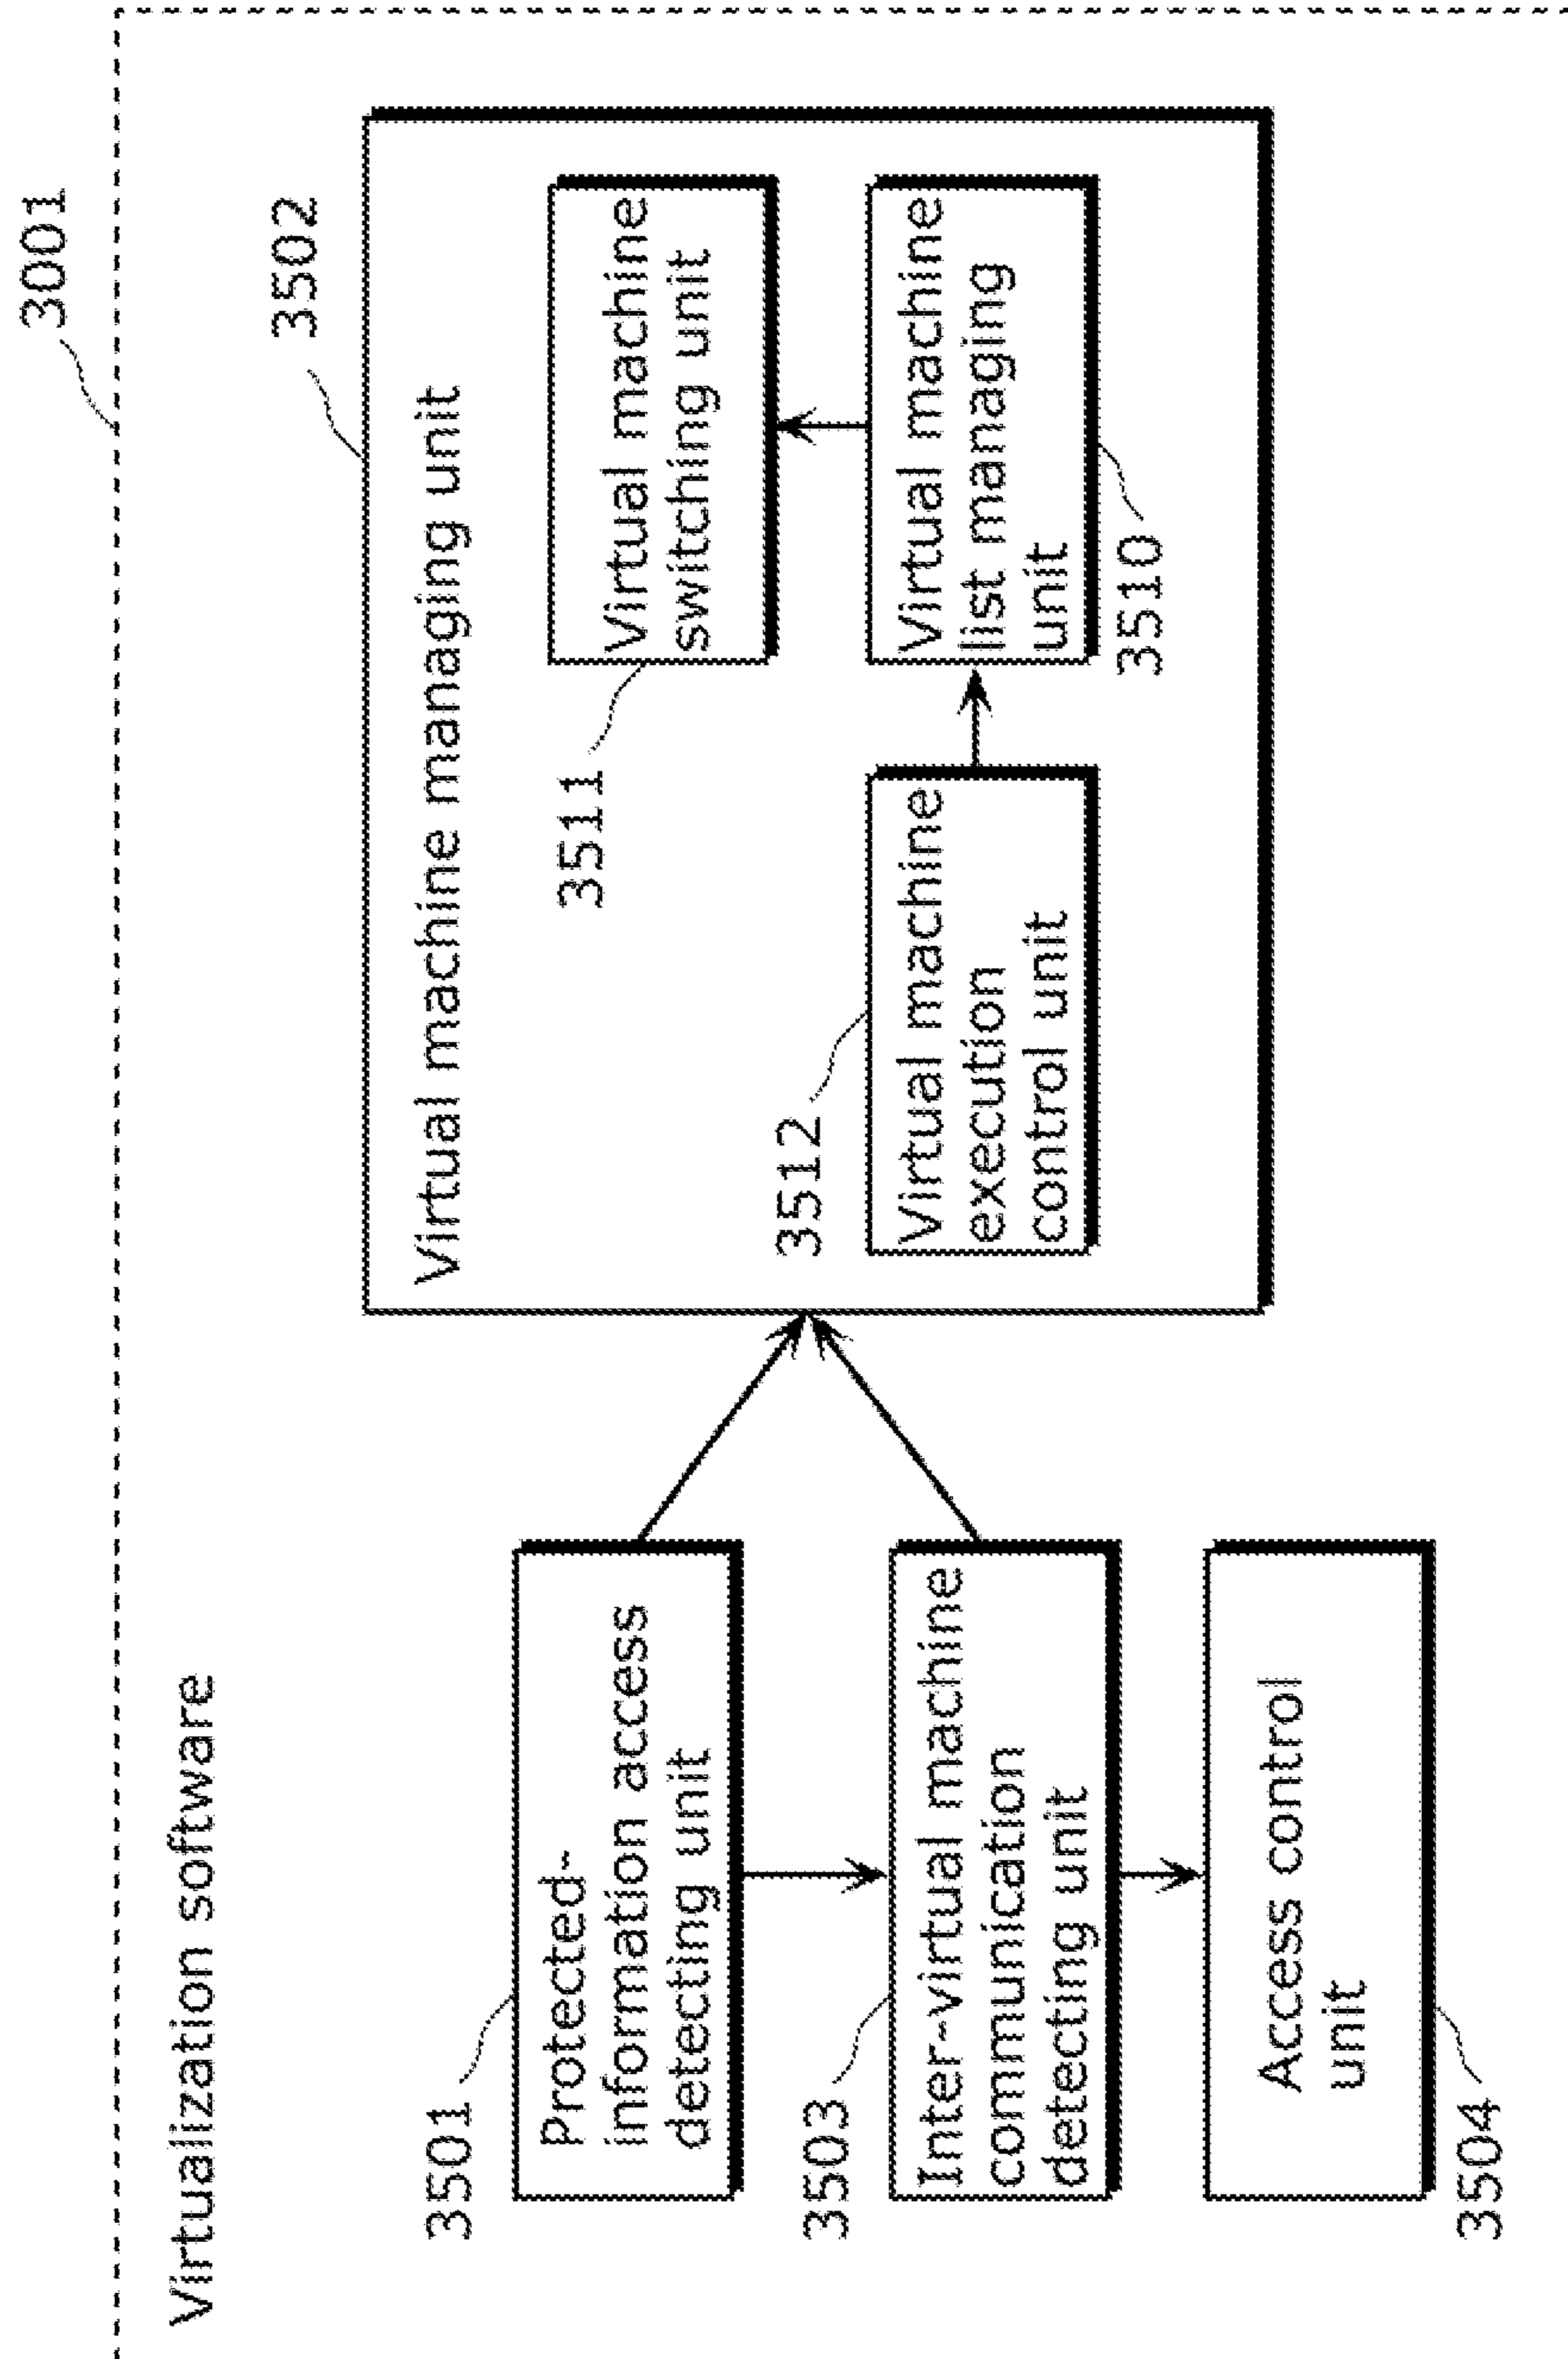 3001
Virtualization software
3502
Virtual machine managing unit
3501
Protected-
information access
detecting unit
3511
Virtual machine
switching unit
3512
Virtual machine
execution
control unit
Virtual machine
list managing
unit
3510
3503
Inter-virtual machine
communication
detecting unit
Access control
unit
3504